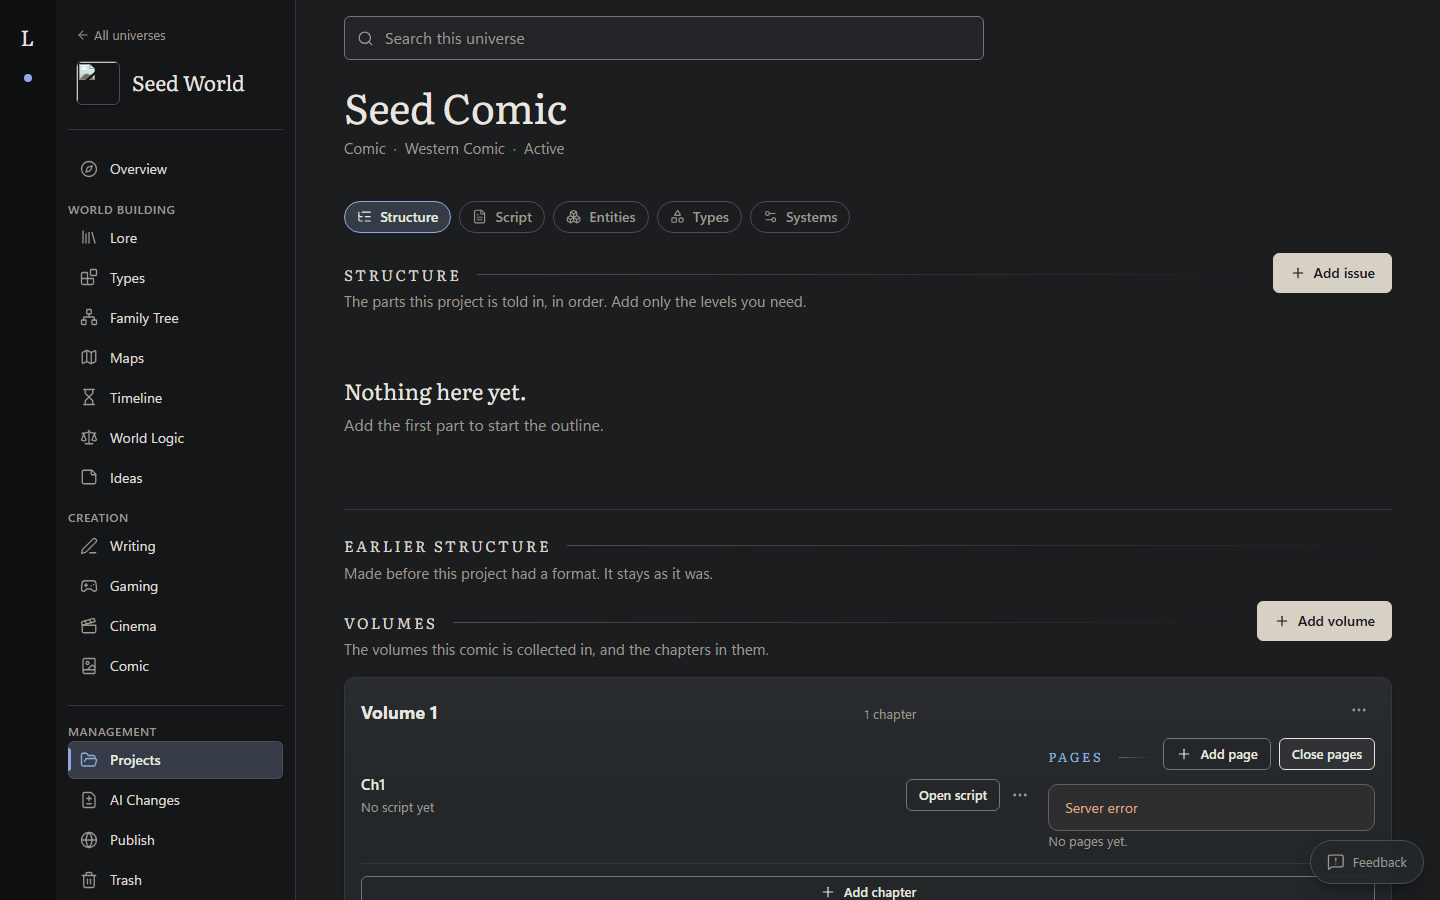 L
All universes
Seed World
Overview
WORLD BUILDING
Lore
Types
Family Tree
Maps
Timeline
World Logic
Ideas
CREATION
Writing
Gaming
Cinema
Comic
MANAGEMENT
Projects
AI Changes
Publish
Trash
Search this universe
Seed Comic
Comic · Western Comic · Active
Structure
Script
Entities
Types
Systems
STRUCTURE
Add issue
The parts this project is told in, in order. Add only the levels you need.
Nothing here yet.
Add the first part to start the outline.
EARLIER STRUCTURE
Made before this project had a format. It stays as it was.
VOLUMES
Add volume
The volumes this comic is collected in, and the chapters in them.
Volume 1
1 chapter
Ch1
No script yet
Open script
PAGES
Add page
Close pages
Server error
No pages yet.
Add chapter
Feedback